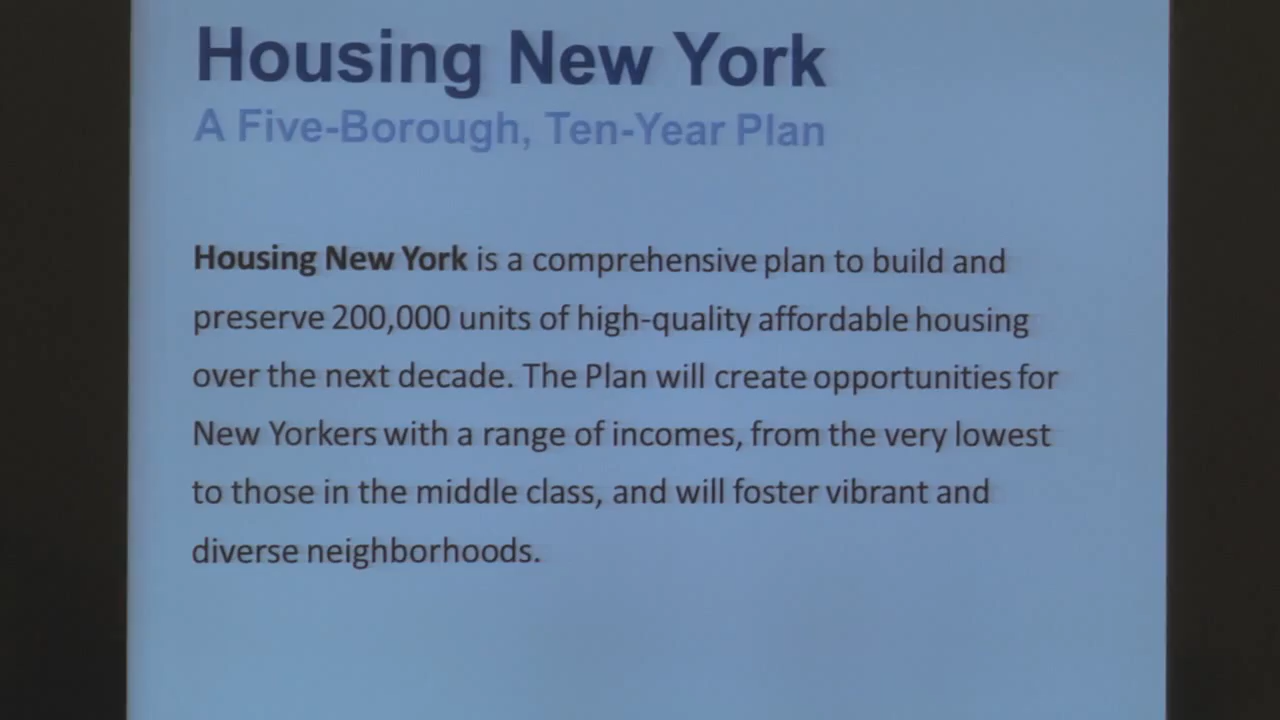 Housing New York
A Five-Borough, Ten-Year Plan
Housing New York is a comprehensive plan to build and
preserve 200,000 units of high-quality affordable housing
over the next decade. The Plan will create opportunities for
New Yorkers with a range of incomes, from the very lowest
to those in the middle class, and will foster vibrant and
diverse neighborhoods.